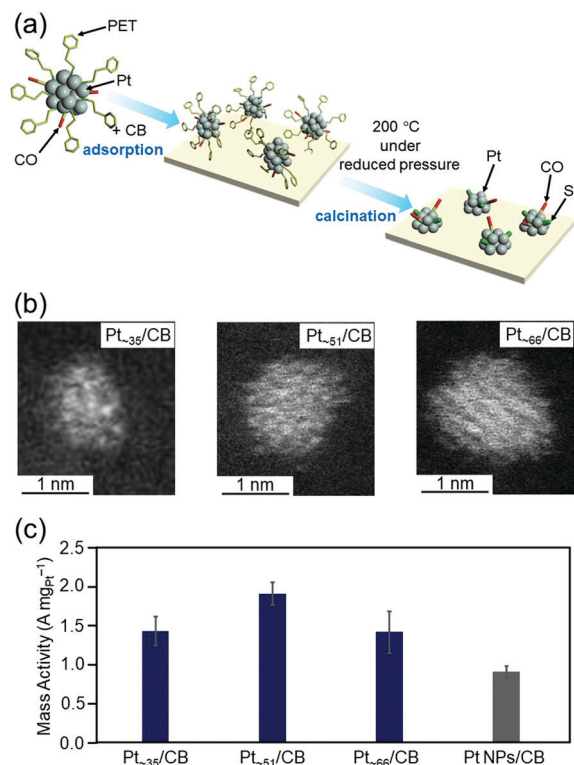 (a)
PET
Pt
CO
+ CB
adsorption
200 °C
under
reduced pressure
calcination
Pt
CO
S
(b)
Pt~35/CB
Pt~51/CB
Pt~66/CB
1 nm
1 nm
1 nm
(c)
Mass Activity (A mgPt⁻¹)
2.5
2.0
1.5
1.0
0.5
0.0
Pt~35/CB
Pt~51/CB
Pt~66/CB
Pt NPs/CB